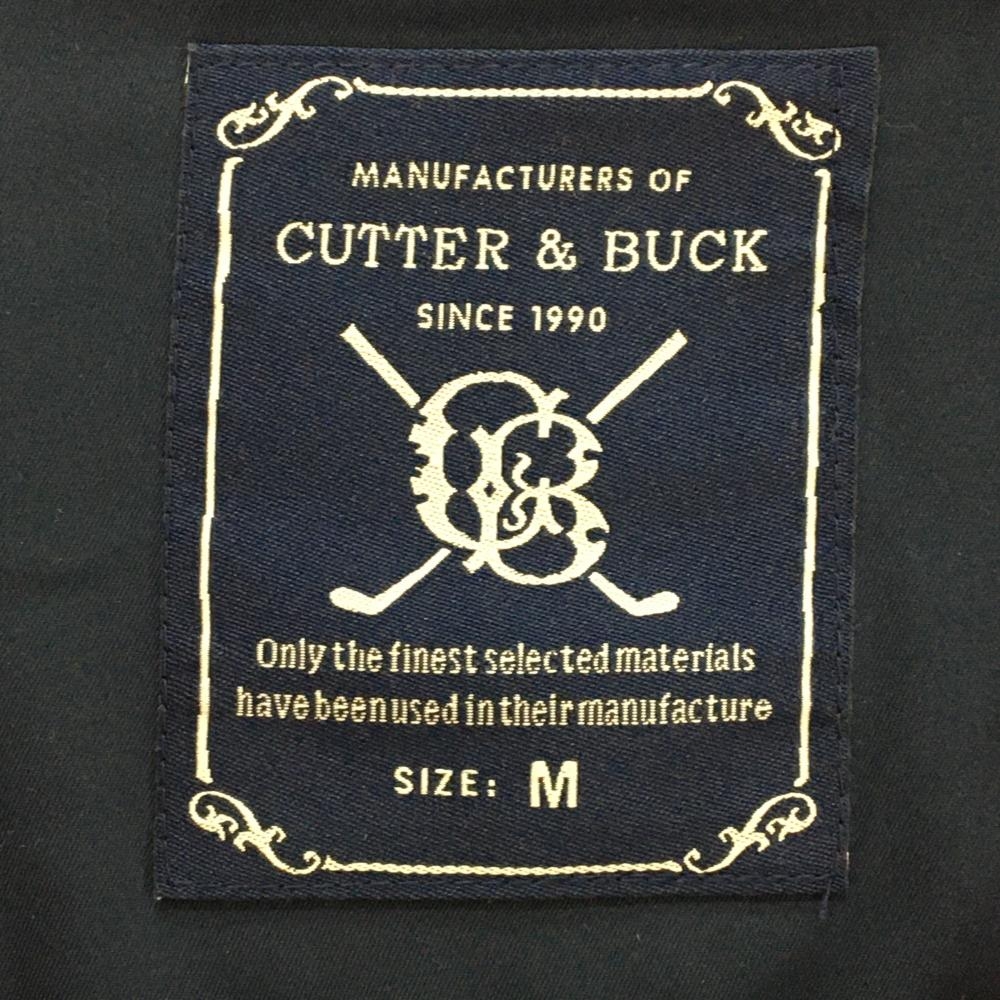 MANUFACTURERS OF
CUTTER & BUCK
SINCE 1990
C&B
Only the finest selected materials
have been used in their manufacture
SIZE: M